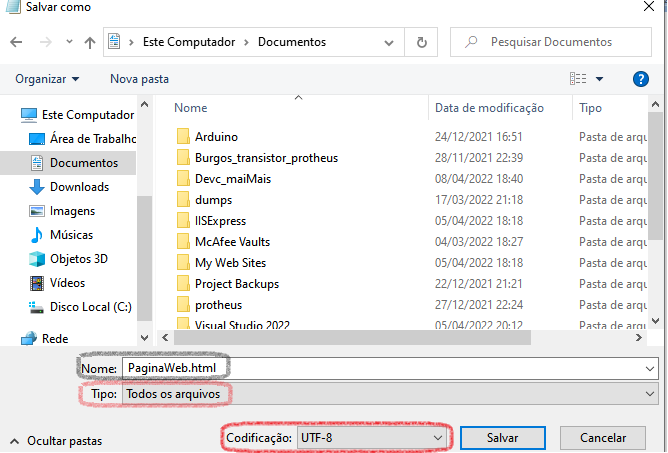 Salvar como
Este Computador > Documentos
Pesquisar Documentos
Organizar
Nova pasta
?
Este Computador
Área de Trabalho
Documentos
Downloads
Imagens
Músicas
Objetos 3D
Vídeos
Disco Local (C:)
Rede
Nome Data de modificação Tipo
Arduino 24/12/2021 16:51 Pasta de arqu
Burgos_transistor_protheus 28/11/2021 22:39 Pasta de arqu
Devc_maiMais 08/04/2022 18:40 Pasta de arqu
dumps 17/03/2022 21:18 Pasta de arqu
IISExpress 05/04/2022 18:18 Pasta de arqu
McAfee Vaults 04/03/2022 18:27 Pasta de arqu
My Web Sites 05/04/2022 18:18 Pasta de arqu
Project Backups 22/12/2021 21:21 Pasta de arqu
protheus 27/12/2021 22:24 Pasta de arqu
Visual Studio 2022 05/04/2022 20:12 Pasta de arqu
Nome: PaginaWeb.html
Tipo: Todos os arquivos
Ocultar pastas
Codificação: UTF-8
Salvar
Cancelar